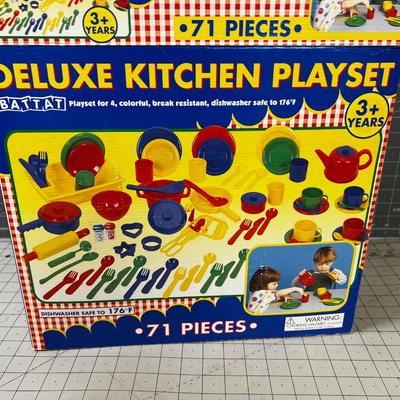 3+
YEARS
• 71 PIECES •
DELUXE KITCHEN PLAYSET
BATTAT
Playset for 4, colorful, break resistant, dishwasher safe to 176°F
3+
YEARS
DISHWASHER SAFE TO 176°F
• 71 PIECES •
WARNING:
CHOKING HAZARD